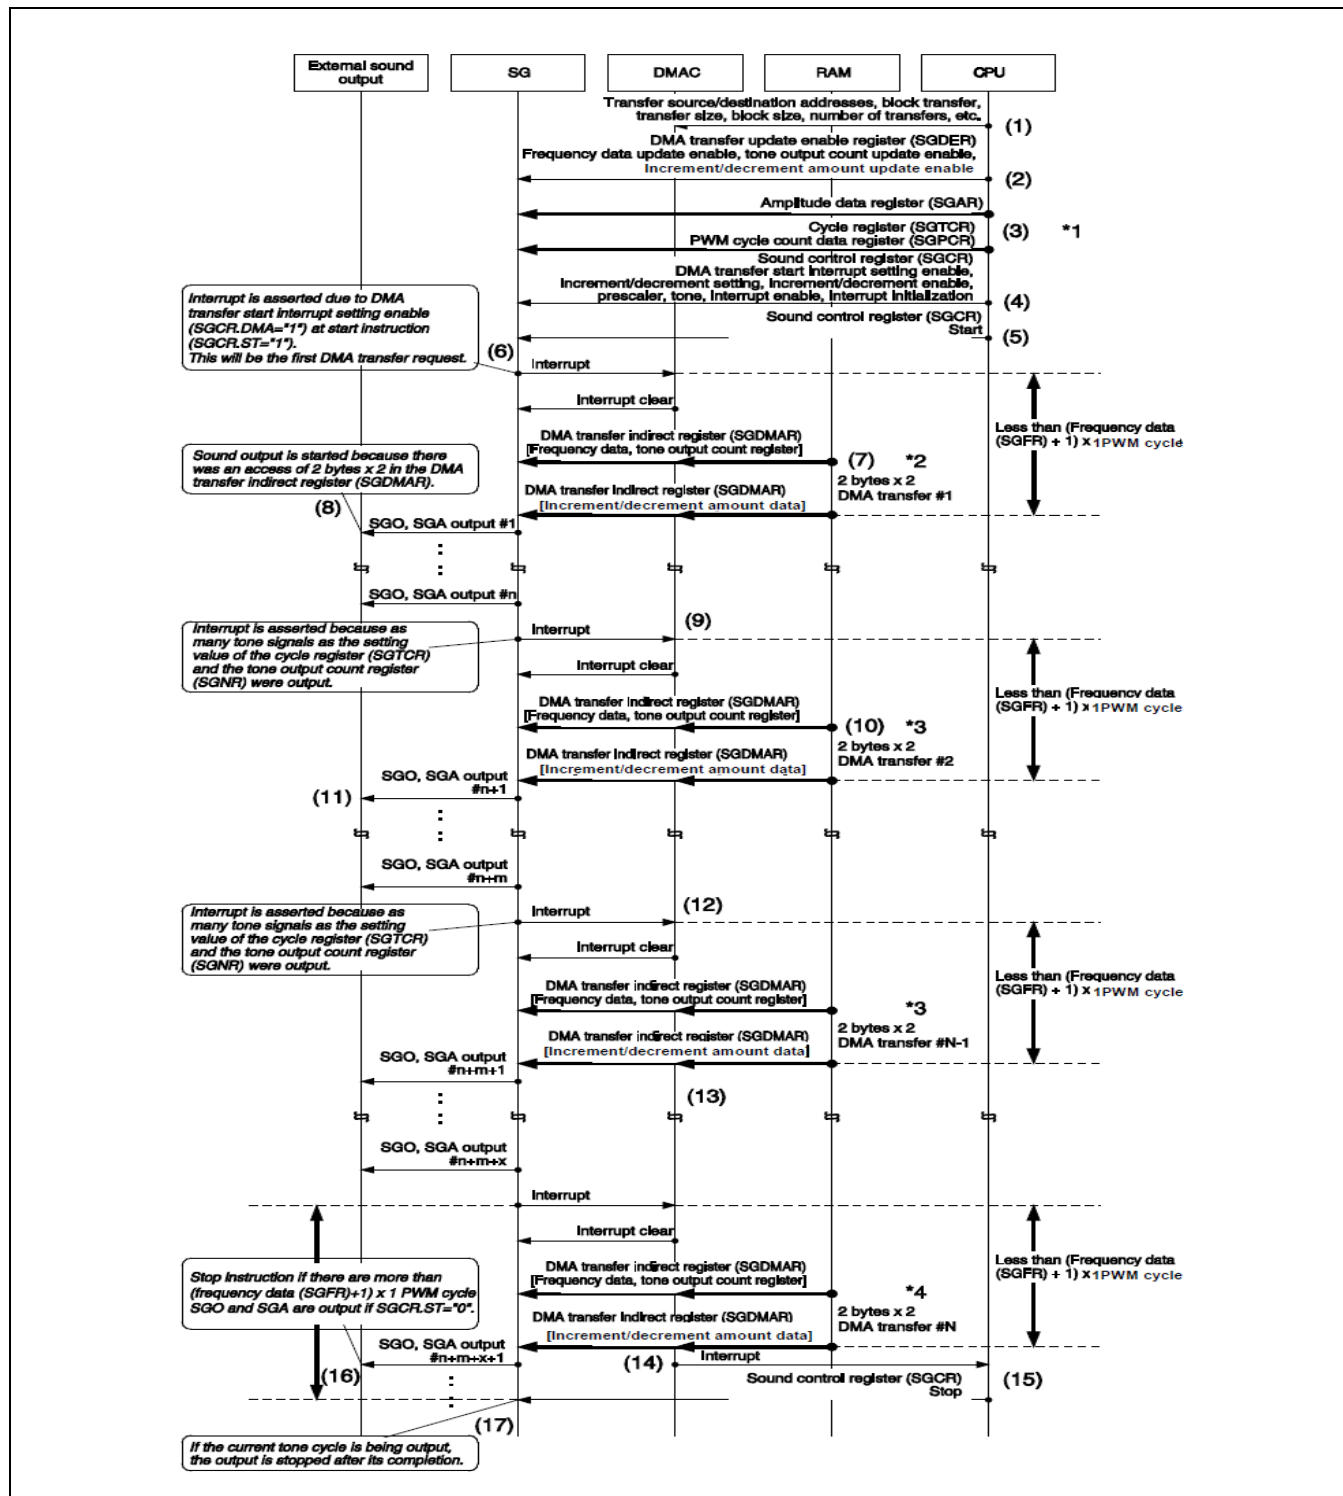 External sound
output
SG
DMAC
RAM
CPU
Transfer source/destination addresses, block transfer,
transfer size, block size, number of transfers, etc.
(1)
DMA transfer update enable register (SGDER)
Frequency data update enable, tone output count update enable,
Increment/decrement amount update enable
(2)
Amplitude data register (SGAR)
Cycle register (SGTCR)
(3) *1
PWM cycle count data register (SGPCR)
Sound control register (SGCR)
DMA transfer start interrupt setting enable,
Increment/decrement setting, Increment/decrement enable,
prescaler, tone, Interrupt enable, Interrupt initialization
(4)
Sound control register (SGCR)
Start
(5)
Interrupt is asserted due to DMA
transfer start interrupt setting enable
(SGCR.DMA="1") at start instruction
(SGCR.ST="1").
This will be the first DMA transfer request.
(6)
Interrupt
Interrupt clear
Less than (Frequency data
(SGFR) + 1) x 1PWM cycle
DMA transfer indirect register (SGDMAR)
[Frequency data, tone output count register]
(7) *2
2 bytes x 2
DMA transfer #1
Sound output is started because there
was an access of 2 bytes x 2 in the DMA
transfer indirect register (SGDMAR).
DMA transfer Indirect register (SGDMAR)
[Increment/decrement amount data]
(8)
SGO, SGA output #1
SGO, SGA output #n
Interrupt is asserted because as
many tone signals as the setting
value of the cycle register (SGTCR)
and the tone output count register
(SGNR) were output.
Interrupt
(9)
Interrupt clear
Less than (Frequency data
(SGFR) + 1) x 1PWM cycle
DMA transfer Indirect register (SGDMAR)
[Frequency data, tone output count register]
(10) *3
2 bytes x 2
DMA transfer #2
DMA transfer Indirect register (SGDMAR)
[Increment/decrement amount data]
(11)
SGO, SGA output
#n+1
SGO, SGA output
#n+m
Interrupt is asserted because as
many tone signals as the setting
value of the cycle register (SGTCR)
and the tone output count register
(SGNR) were output.
Interrupt
(12)
Interrupt clear
Less than (Frequency data
(SGFR) + 1) x 1PWM cycle
DMA transfer indirect register (SGDMAR)
[Frequency data, tone output count register]
*3
2 bytes x 2
DMA transfer #N-1
DMA transfer indirect register (SGDMAR)
[Increment/decrement amount data]
SGO, SGA output
#n+m+1
(13)
SGO, SGA output
#n+m+x
Interrupt
Interrupt clear
Less than (Frequency data
(SGFR) + 1) x 1PWM cycle
Stop Instruction if there are more than
(frequency data (SGFR)+1) x 1 PWM cycle
SGO and SGA are output if SGCR.ST="0".
DMA transfer indirect register (SGDMAR)
[Frequency data, tone output count register]
*4
2 bytes x 2
DMA transfer #N
DMA transfer Indirect register (SGDMAR)
[Increment/decrement amount data]
SGO, SGA output
#n+m+x+1
(14)
Interrupt
(15)
(16)
Sound control register (SGCR)
Stop
(17)
If the current tone cycle is being output,
the output is stopped after its completion.